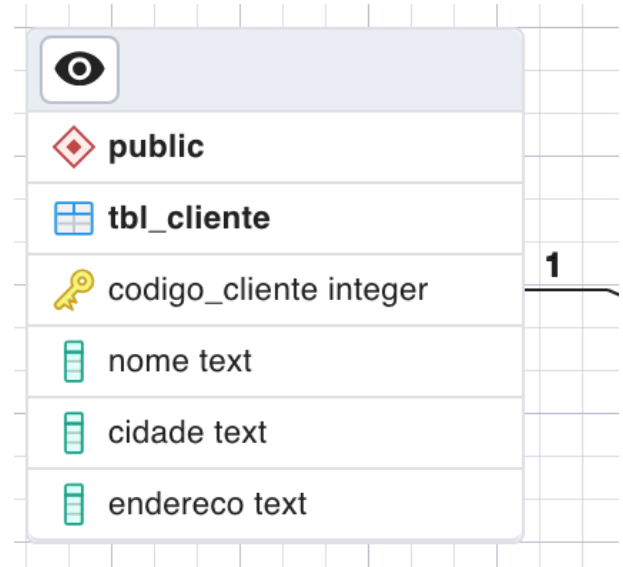 public
tbl_cliente
codigo_cliente integer
1
nome text
cidade text
endereco text